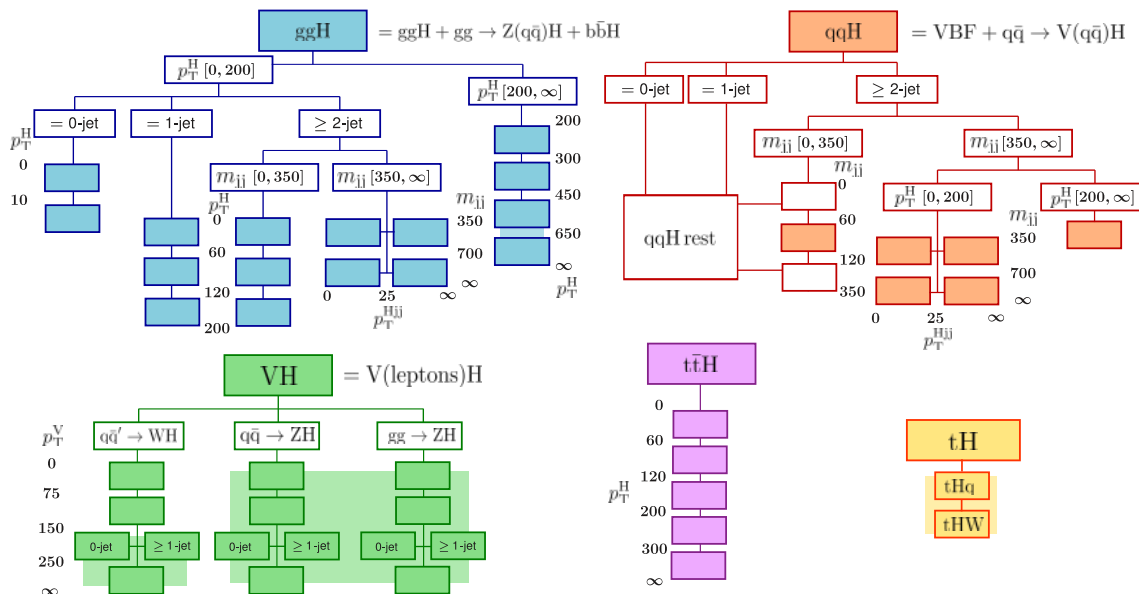 ggH = ggH + gg → Z(qq̄)H + bb̄H
p_T^H [0, 200]
p_T^H [200, ∞]
= 0-jet
= 1-jet
≥ 2-jet
p_T^H
0
10
0
60
120
200
m_jj [0, 350]
m_jj [350, ∞]
p_T^H
m_jj
350
700
∞
0
25
∞
p_T^Hjj
200
300
450
650
∞
p_T^H
qqH = VBF + qq̄ → V(qq̄)H
= 0-jet
= 1-jet
≥ 2-jet
m_jj [0, 350]
m_jj [350, ∞]
m_jj
0
60
120
350
qqH rest
p_T^H [0, 200]
p_T^H [200, ∞]
m_jj
350
700
∞
0
25
∞
p_T^Hjj
VH = V(leptons)H
p_T^V
qq̄′ → WH
qq̄ → ZH
gg → ZH
0
75
150
250
∞
0-jet
≥ 1-jet
0-jet
≥ 1-jet
0-jet
≥ 1-jet
tt̄H
p_T^H
0
60
120
200
300
∞
tH
tHq
tHW